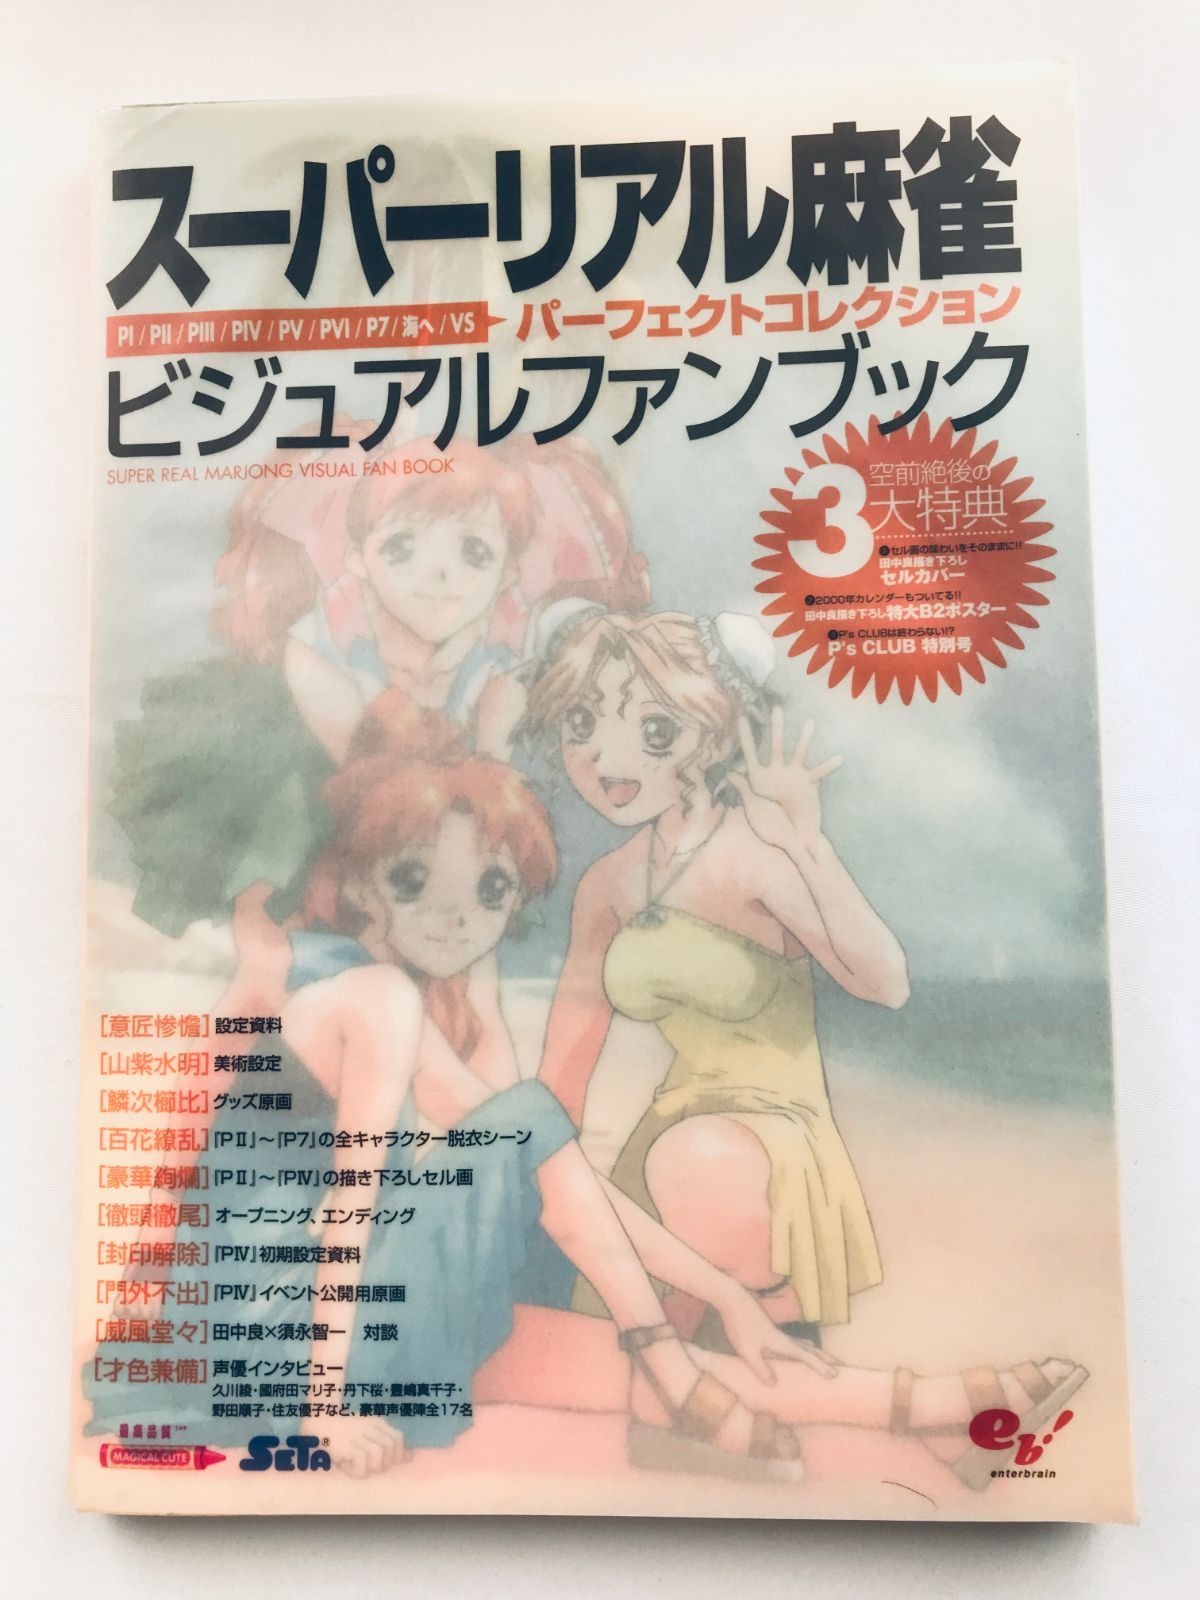 スーパーリアル麻雀
PI/PII/PIII/PIV/PV/PVI/P7/海へ/VS
パーフェクトコレクション
ビジュアルファンブック
SUPER REAL MARJONG VISUAL FAN BOOK
空前絶後の
3大特典
❶セル画の味わいをそのままに!!
田中良描き下ろし
セルカバー
❷2000年カレンダーもついてる!!
田中良描き下ろし特大B2ポスター
❸P's CLUBは終わらない!?
P's CLUB 特別号
[意匠惨憺]設定資料
[山紫水明]美術設定
[鱗次櫛比]グッズ原画
[百花繚乱]『PⅡ』～『P7』の全キャラクター脱衣シーン
[豪華絢爛]『PⅡ』～『PⅣ』の描き下ろしセル画
[徹頭徹尾]オープニング、エンディング
[封印解除]『PⅣ』初期設定資料
[門外不出]『PⅣ』イベント公開用原画
[威風堂々]田中良×須永智一 対談
[才色兼備]声優インタビュー
久川綾・國府田マリ子・丹下桜・豊嶋真千子・
野田順子・住友優子など、豪華声優陣全17名
最高品質™
MAGICAL CUTE
SETA®
eb!
enterbrain